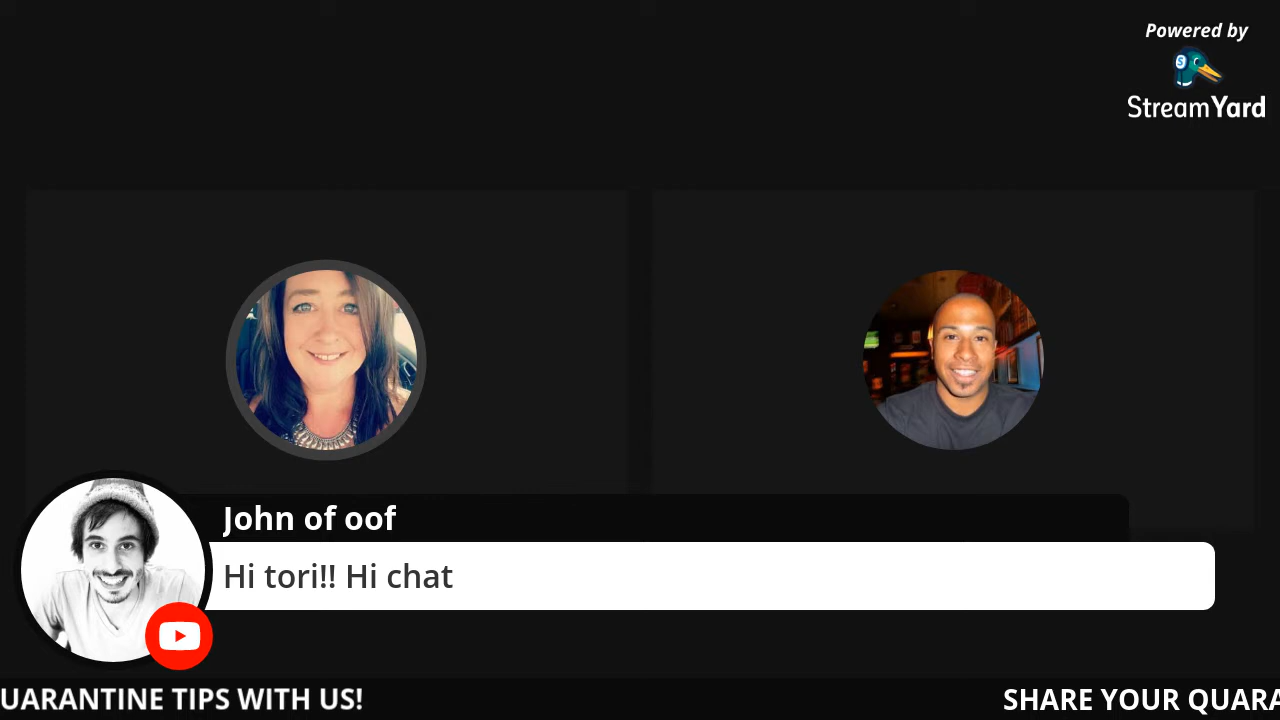 Powered by
StreamYard
John of oof
Hi tori!! Hi chat
UARANTINE TIPS WITH US! SHARE YOUR QUARA